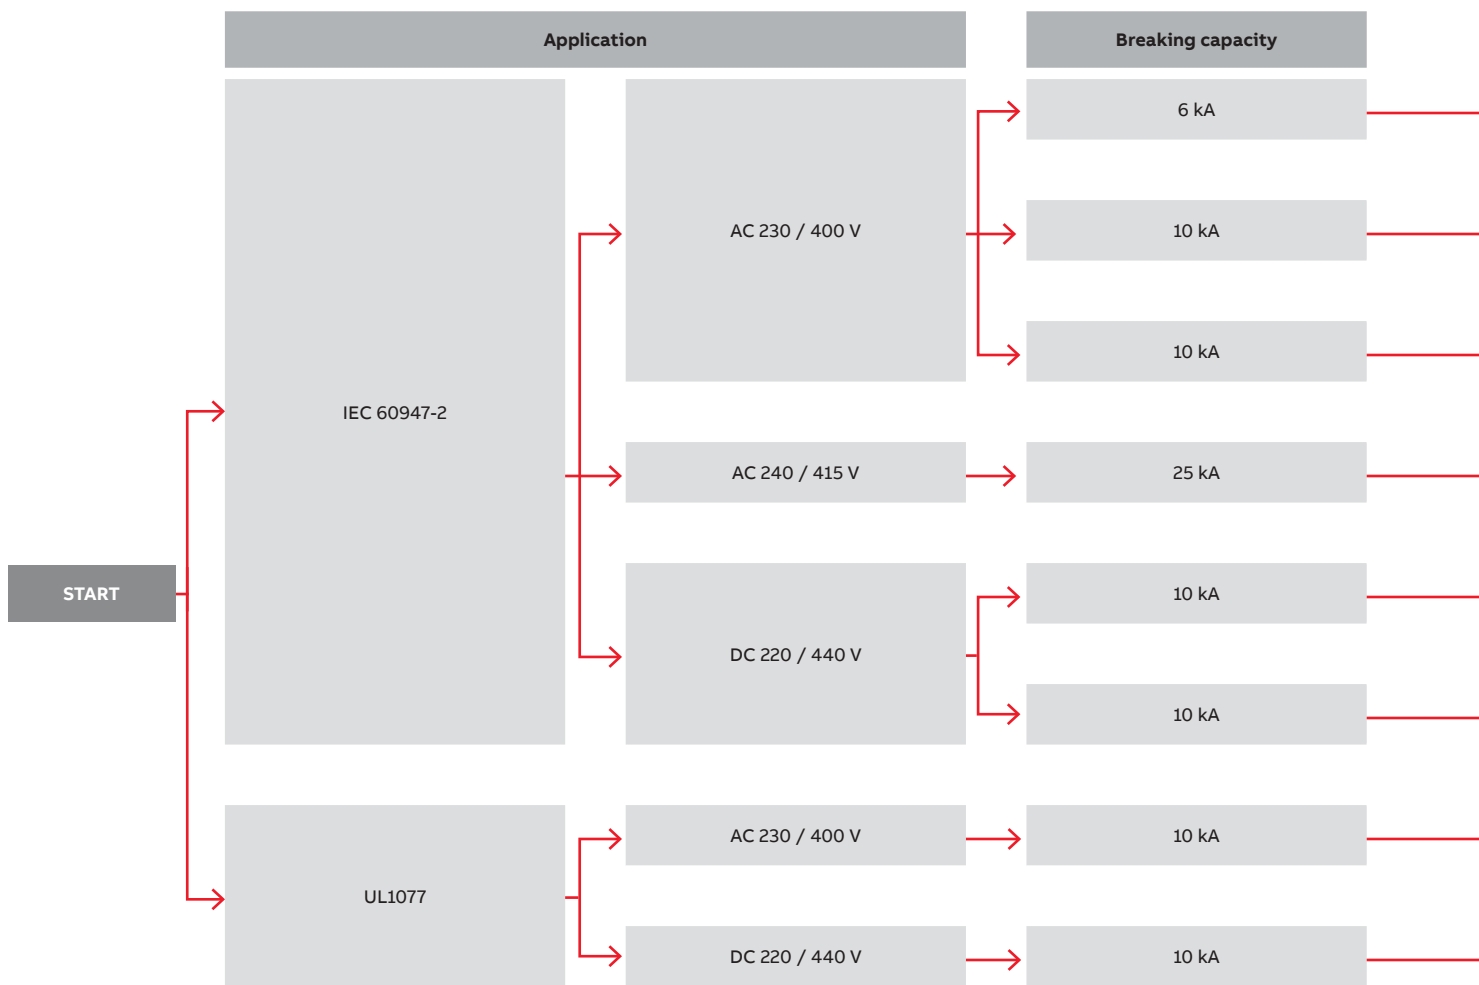 Application
Breaking capacity
6 kA
AC 230 / 400 V
10 kA
10 kA
IEC 60947-2
AC 240 / 415 V
25 kA
START
10 kA
DC 220 / 440 V
10 kA
AC 230 / 400 V
10 kA
UL1077
DC 220 / 440 V
10 kA